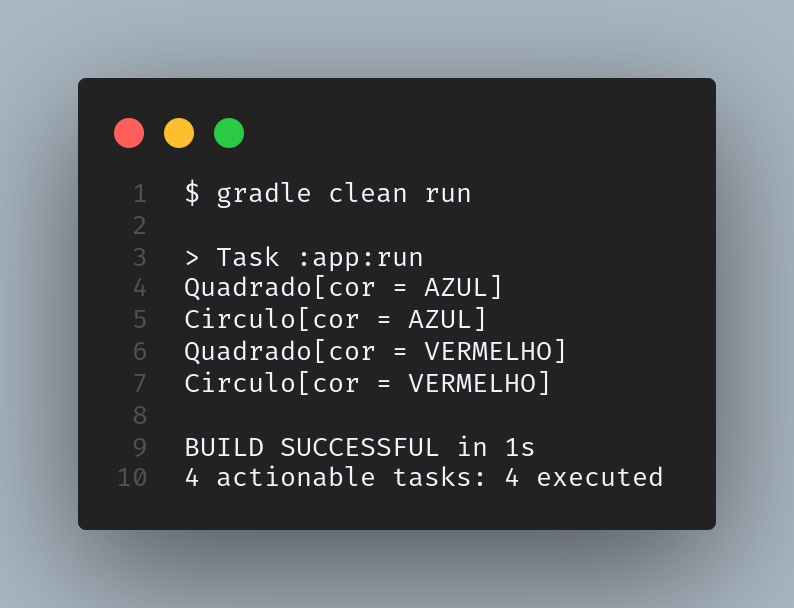 1 $ gradle clean run
2
3 > Task :app:run
4 Quadrado[cor = AZUL]
5 Circulo[cor = AZUL]
6 Quadrado[cor = VERMELHO]
7 Circulo[cor = VERMELHO]
8
9 BUILD SUCCESSFUL in 1s
10 4 actionable tasks: 4 executed